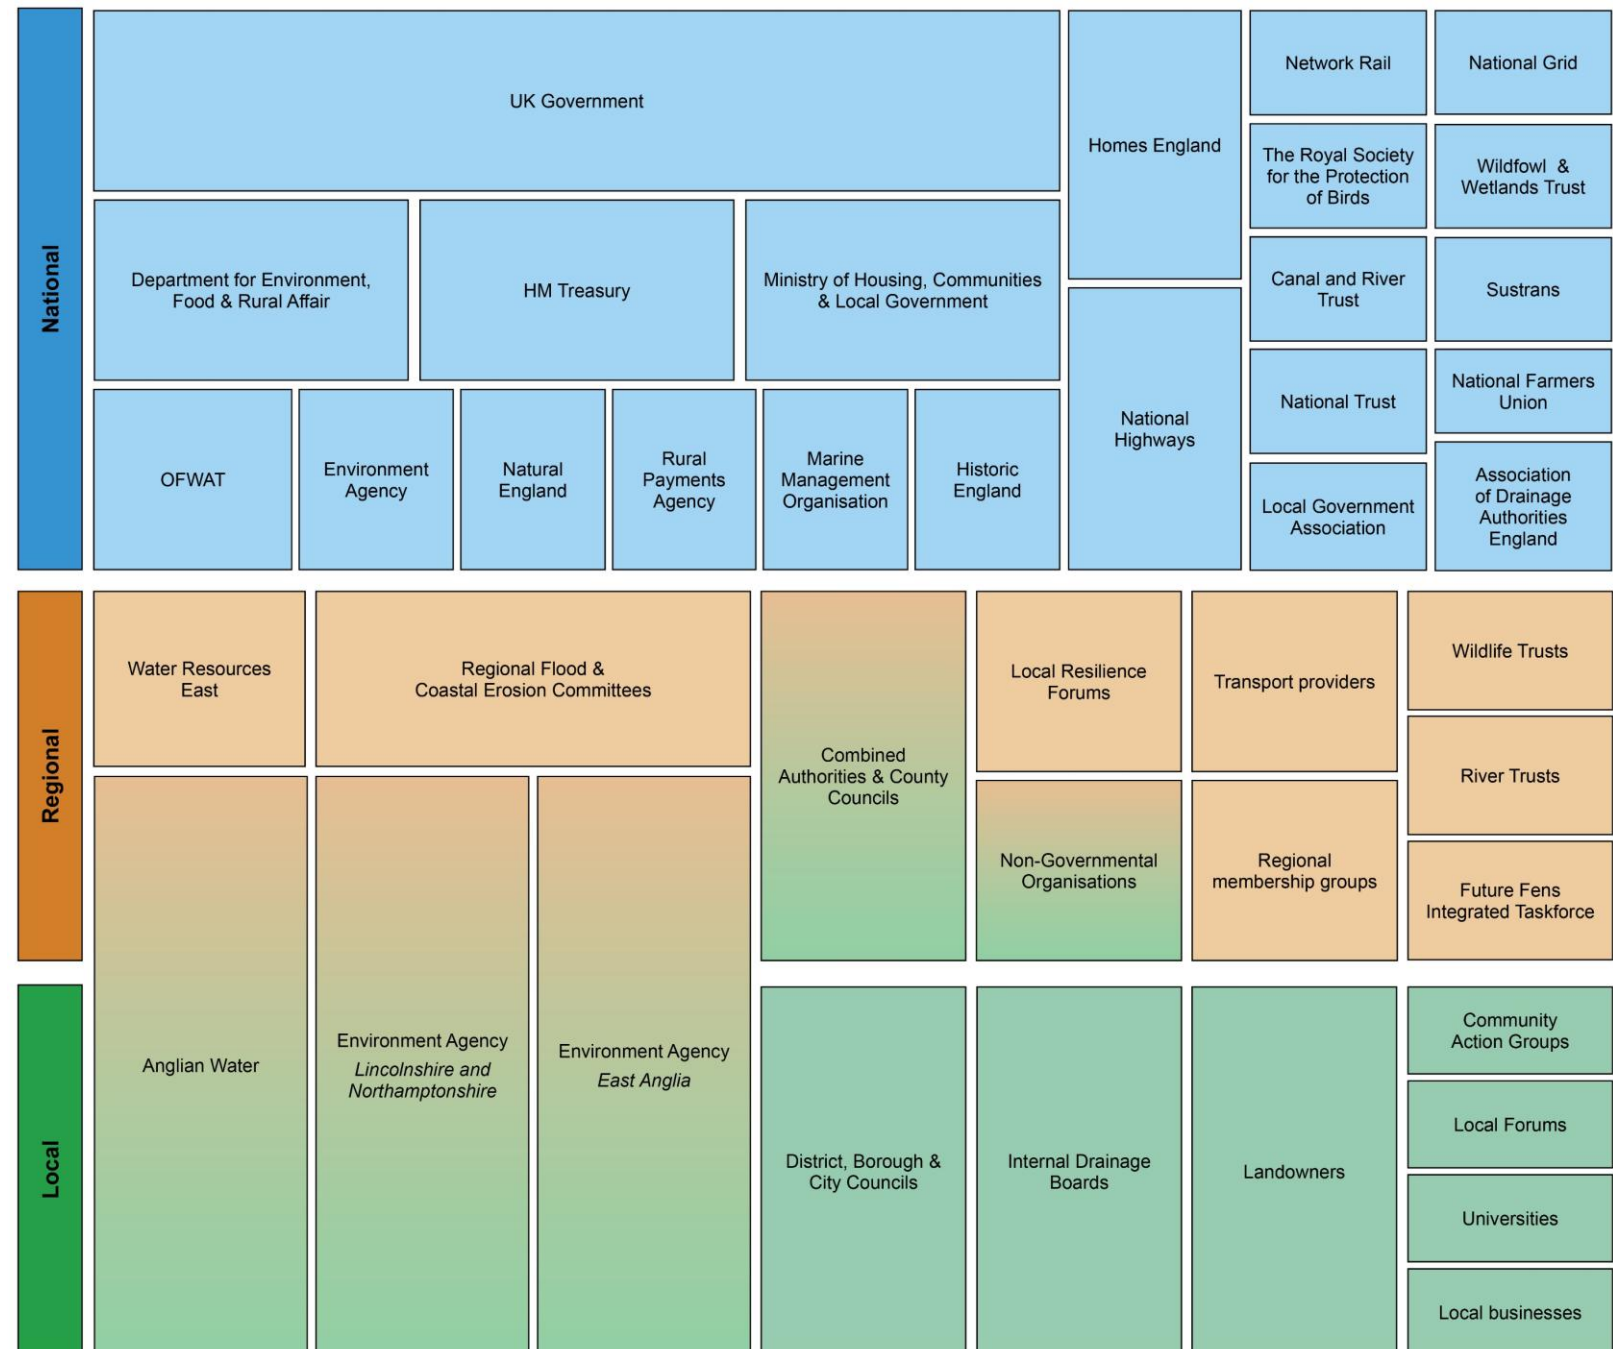 National
UK Government
Homes England
Network Rail
National Grid
The Royal Society
for the Protection
of Birds
Wildfowl & 
Wetlands Trust
Department for Environment,
Food & Rural Affair
HM Treasury
Ministry of Housing, Communities
& Local Government
Canal and River
Trust
Sustrans
National
Highways
National Trust
National Farmers
Union
OFWAT
Environment
Agency
Natural
England
Rural
Payments
Agency
Marine
Management
Organisation
Historic
England
Local Government
Association
Association
of Drainage
Authorities
England
Regional
Water Resources
East
Regional Flood &
Coastal Erosion Committees
Combined
Authorities & County
Councils
Local Resilience
Forums
Transport providers
Wildlife Trusts
River Trusts
Non-Governmental
Organisations
Regional
membership groups
Future Fens
Integrated Taskforce
Local
Anglian Water
Environment Agency
Lincolnshire and
Northamptonshire
Environment Agency
East Anglia
District, Borough &
City Councils
Internal Drainage
Boards
Landowners
Community
Action Groups
Local Forums
Universities
Local businesses